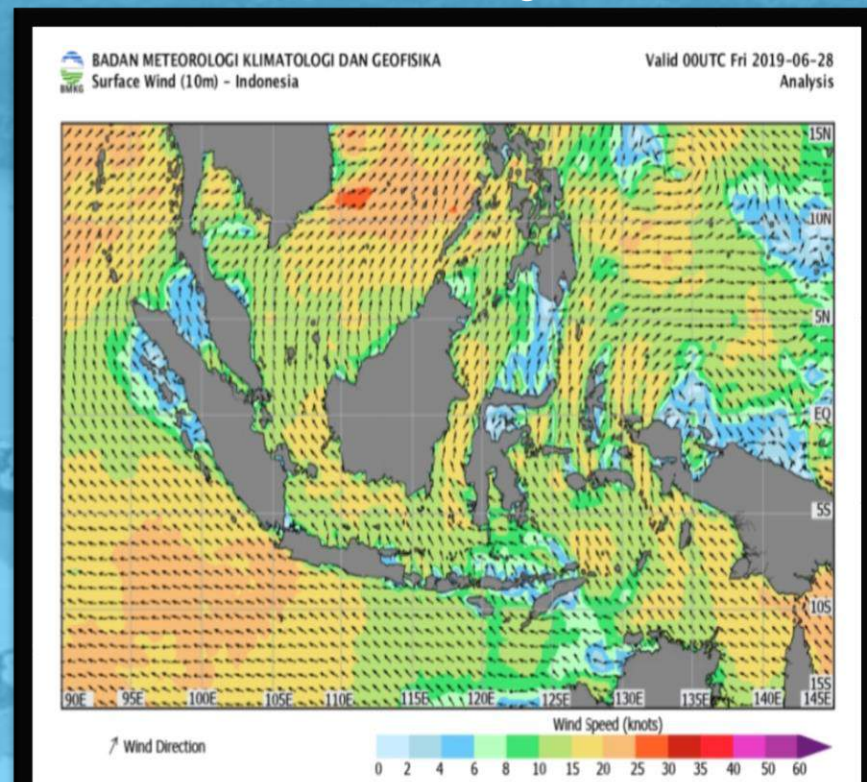 BADAN METEOROLOGI KLIMATOLOGI DAN GEOFISIKA
Surface Wind (10m) - Indonesia
BMKG
Valid 00UTC Fri 2019-06-28
Analysis
15N
10N
5N
EQ
5S
10S
15S
90E 95E 100E 105E 110E 115E 120E 125E 130E 135E 140E 145E
Wind Direction
Wind Speed (knots)
0 2 4 6 8 10 15 20 25 30 35 40 50 60